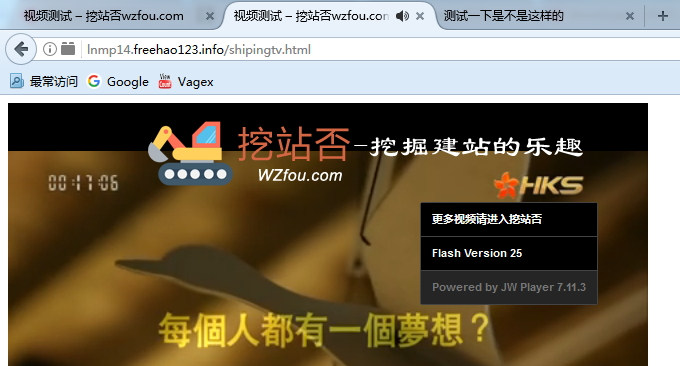 视频测试 – 挖站否wzfou.com
视频测试 – 挖站否wzfou.com
测试一下是不是这样的
lnmp14.freehao123.info/shipingtv.html
最常访问 Google Vagex
挖站否-挖掘建站的乐趣
WZfou.com
00:17:06
HKS
更多视频请进入挖站否
Flash Version 25
Powered by JW Player 7.11.3
每個人都有一個夢想？